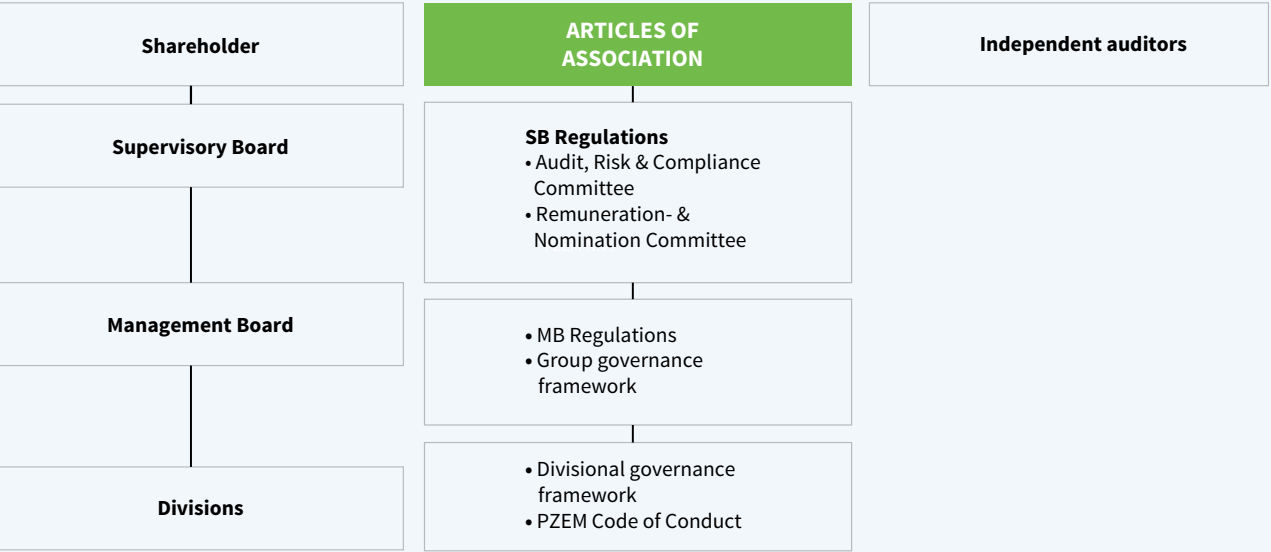 Shareholder
ARTICLES OF
ASSOCIATION
Independent auditors
Supervisory Board
SB Regulations
• Audit, Risk & Compliance
Committee
• Remuneration- &
Nomination Committee
Management Board
• MB Regulations
• Group governance
framework
Divisions
• Divisional governance
framework
• PZEM Code of Conduct